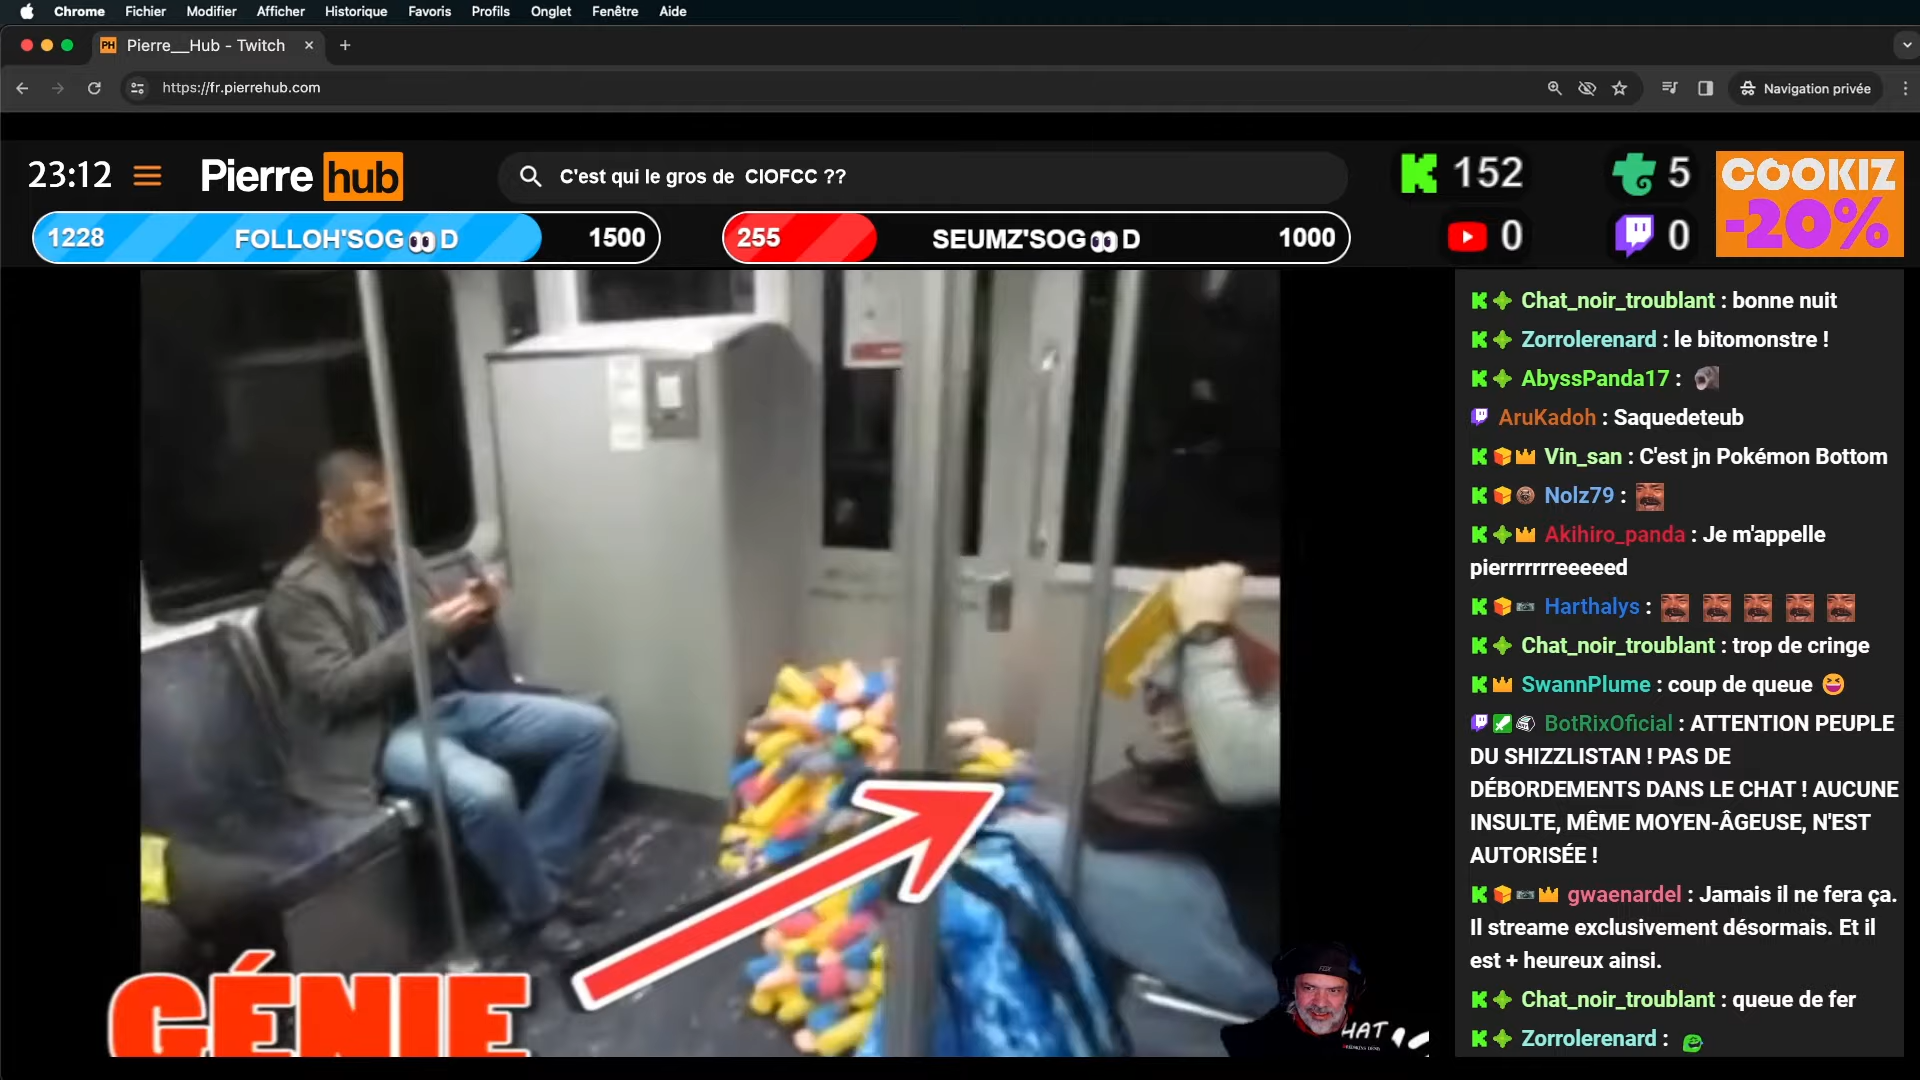 Chrome Fichier Modifier Afficher Historique Favoris Profils Onglet Fenêtre Aide
PH Pierre__Hub - Twitch
https://fr.pierrehub.com
Navigation privée
23:12 Pierre hub
C'est qui le gros de CIOFCC ??
152
5
COOKIZ
-20%
1228 FOLLOH'SOG D 1500
255 SEUMZ'SOG D 1000
0
0
Chat_noir_troublant : bonne nuit
Zorrolerenard : le bitomonstre !
AbyssPanda17 :
AruKadoh : Saquedeteub
Vin_san : C'est jn Pokémon Bottom
Nolz79 :
Akihiro_panda : Je m'appelle
pierrrrrrreeeeed
Harthalys :
Chat_noir_troublant : trop de cringe
SwannPlume : coup de queue
BotRixOficial : ATTENTION PEUPLE
DU SHIZZLISTAN ! PAS DE
DÉBORDEMENTS DANS LE CHAT ! AUCUNE
INSULTE, MÊME MOYEN-ÂGEUSE, N'EST
AUTORISÉE !
gwaenardel : Jamais il ne fera ça.
Il streame exclusivement désormais. Et il
est + heureux ainsi.
Chat_noir_troublant : queue de fer
Zorrolerenard :
GÉNIE
HAT